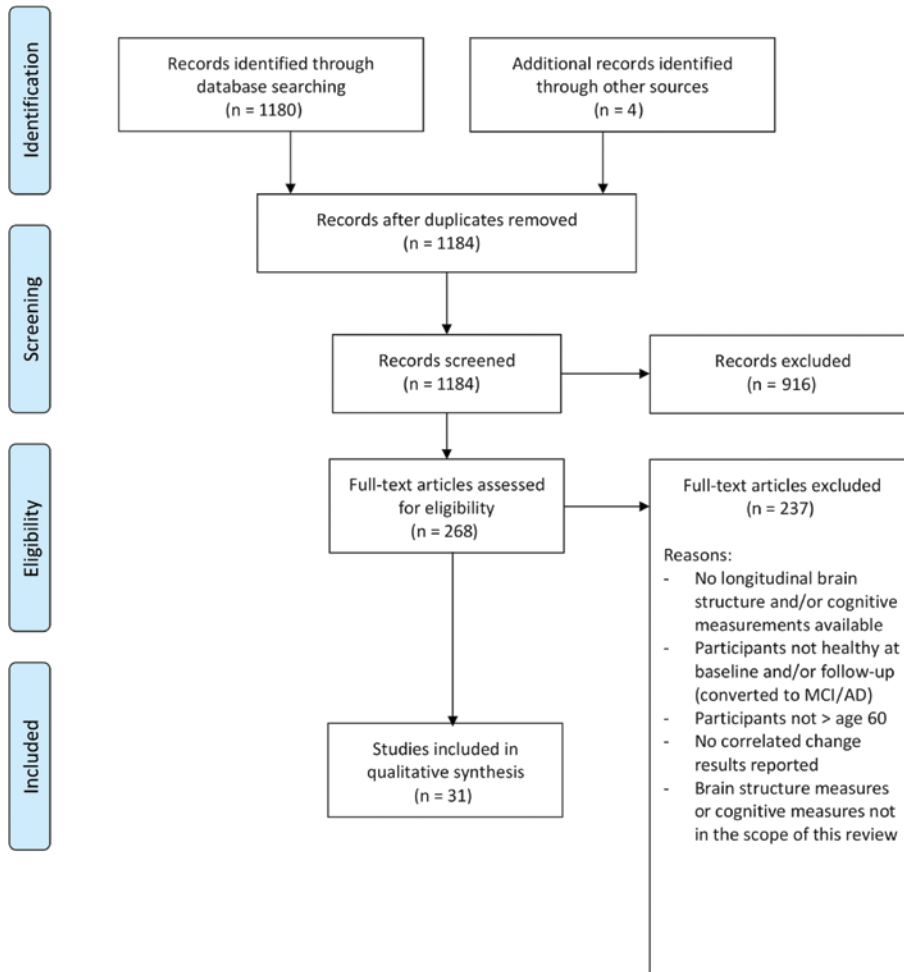 Identification
Records identified through
database searching
(n = 1180)
Additional records identified
through other sources
(n = 4)
Records after duplicates removed
(n = 1184)
Screening
Records screened
(n = 1184)
Records excluded
(n = 916)
Eligibility
Full-text articles assessed
for eligibility
(n = 268)
Full-text articles excluded
(n = 237)
Reasons:
- No longitudinal brain
structure and/or cognitive
measurements available
- Participants not healthy at
baseline and/or follow-up
(converted to MCI/AD)
- Participants not > age 60
- No correlated change
results reported
- Brain structure measures
or cognitive measures not
in the scope of this review
Included
Studies included in
qualitative synthesis
(n = 31)